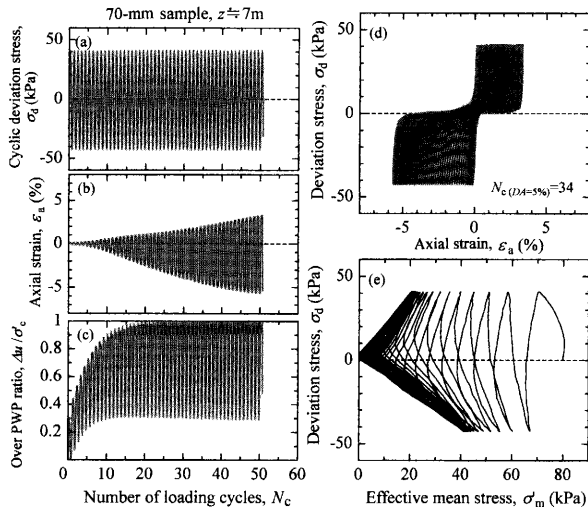 70-mm sample, z≒7m
(a)
Cyclic deviation stress,
σd (kPa)
50
0
-50
(b)
Axial strain, εa (%)
5
0
-5
(c)
Over PWP ratio, Δu/σ'c
1
0.8
0.6
0.4
0.2
0 10 20 30 40 50 60
Number of loading cycles, Nc
(d)
Deviation stress, σd (kPa)
50
0
-50
Nc (DA=5%)=34
-5 0 5
Axial strain, εa (%)
(e)
Deviation stress, σd (kPa)
50
0
-50
0 20 40 60 80
Effective mean stress, σ'm (kPa)